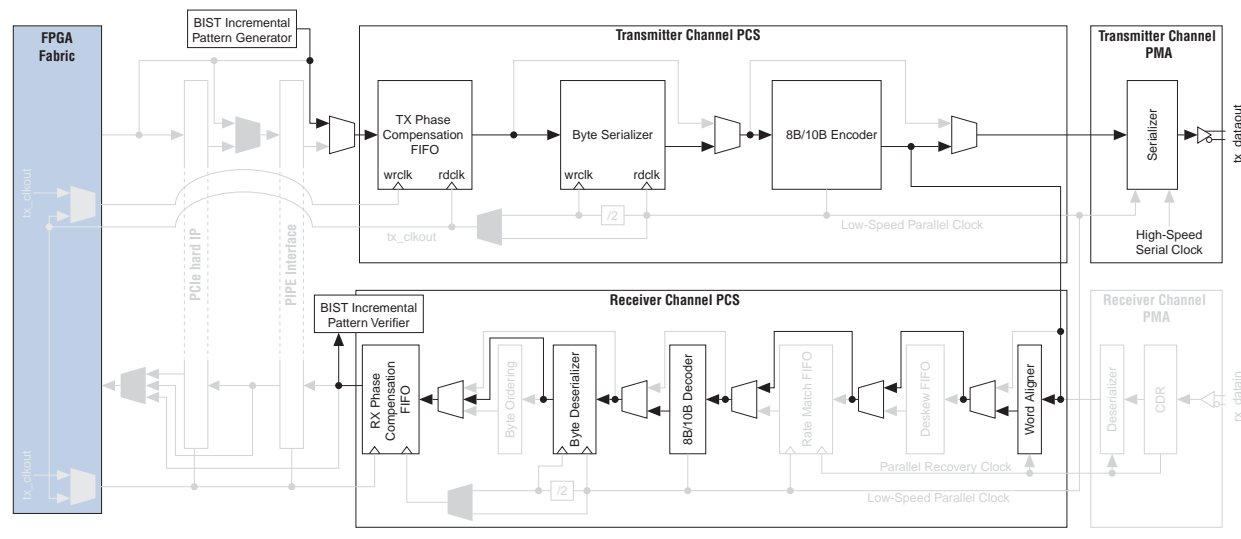 BIST Incremental
Pattern Generator
FPGA
Fabric
Transmitter Channel PCS
Transmitter Channel
PMA
TX Phase
Compensation
FIFO
wrclk
rdclk
Byte Serializer
wrclk
rdclk
8B/10B Encoder
Serializer
tx_dataout
tx_clkout
/2
tx_clkout
Low-Speed Parallel Clock
High-Speed
Serial Clock
PCIe hard IP
PIPE Interface
BIST Incremental
Pattern Verifier
Receiver Channel PCS
Receiver Channel
PMA
RX Phase
Compensation
FIFO
Byte Ordering
Byte Deserializer
8B/10B Decoder
Rate Match FIFO
Deskew FIFO
Word Aligner
Deserializer
CDR
rx_datain
tx_clkout
Parallel Recovery Clock
/2
Low-Speed Parallel Clock